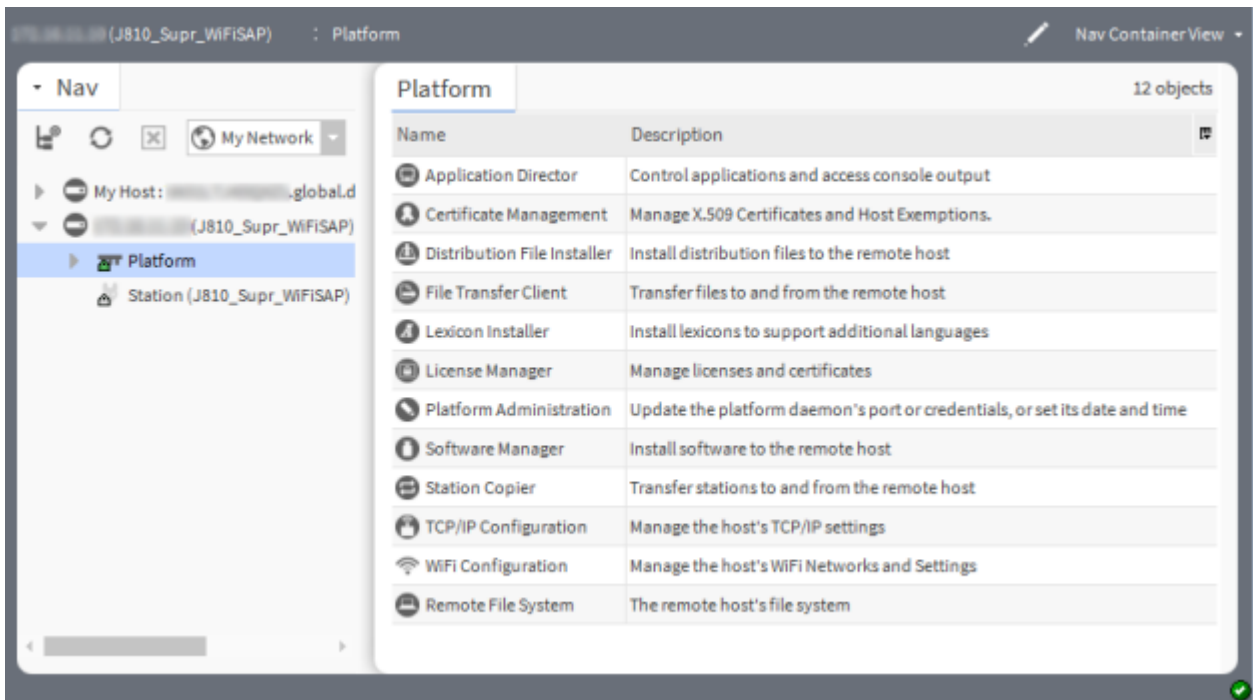 (J810_Supr_WiFiSAP) : Platform
Nav Container View
Nav
My Network
My Host: .global.d
(J810_Supr_WiFiSAP)
Platform
Station (J810_Supr_WiFiSAP)
Platform
12 objects
Name Description
Application Director Control applications and access console output
Certificate Management Manage X.509 Certificates and Host Exemptions.
Distribution File Installer Install distribution files to the remote host
File Transfer Client Transfer files to and from the remote host
Lexicon Installer Install lexicons to support additional languages
License Manager Manage licenses and certificates
Platform Administration Update the platform daemon's port or credentials, or set its date and time
Software Manager Install software to the remote host
Station Copier Transfer stations to and from the remote host
TCP/IP Configuration Manage the host's TCP/IP settings
WiFi Configuration Manage the host's WiFi Networks and Settings
Remote File System The remote host's file system